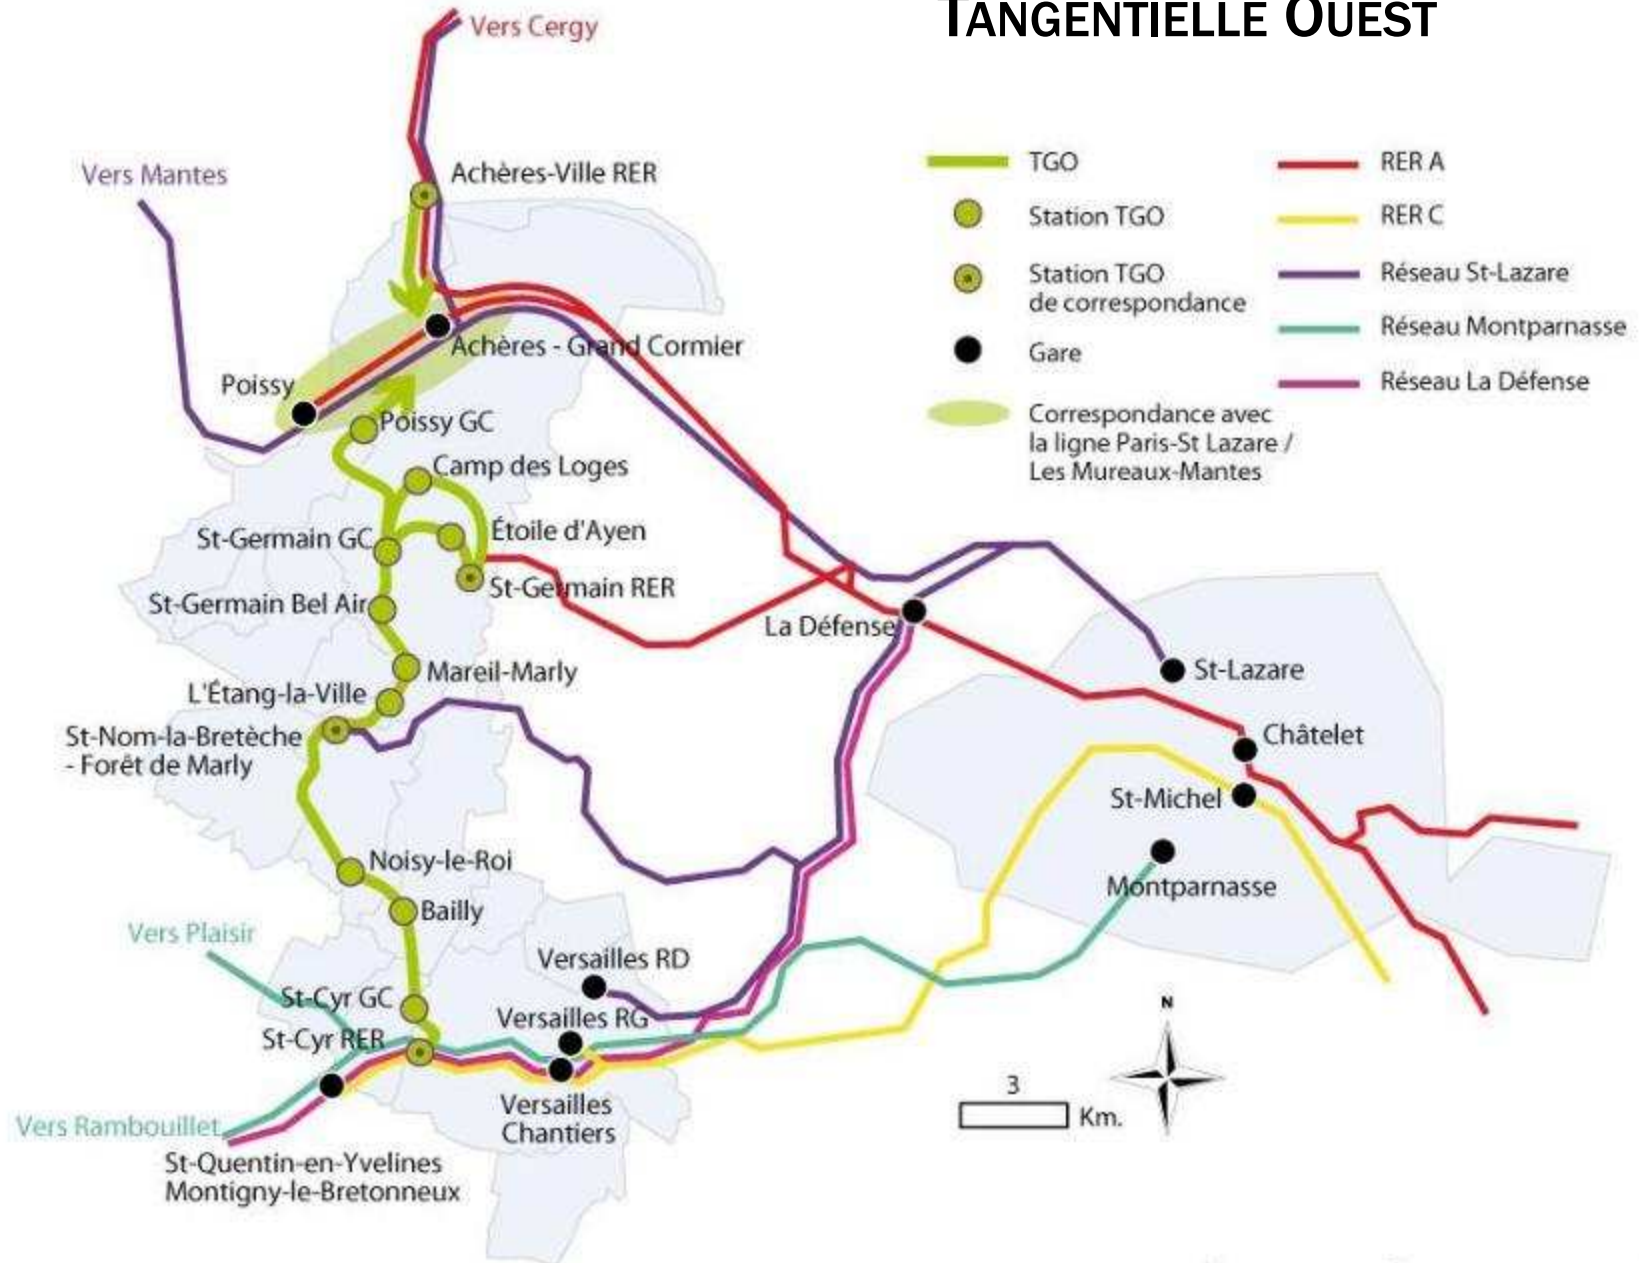 TANGENTIELLE OUEST
Vers Cergy
Vers Mantes
Achères-Ville RER
TGO
RER A
Station TGO
RER C
Station TGO
de correspondance
Réseau St-Lazare
Gare
Réseau Montparnasse
Réseau La Défense
Correspondance avec
la ligne Paris-St Lazare /
Les Mureaux-Mantes
Achères - Grand Cormier
Poissy
Poissy GC
Camp des Loges
St-Germain GC
Étoile d'Ayen
St-Germain RER
St-Germain Bel Air
La Défense
Mareil-Marly
St-Lazare
L'Étang-la-Ville
St-Nom-la-Bretèche
- Forêt de Marly
Châtelet
St-Michel
Noisy-le-Roi
Montparnasse
Bailly
Vers Plaisir
Versailles RD
St-Cyr GC
Versailles RG
St-Cyr RER
N
3
Km.
Versailles
Chantiers
Vers Rambouillet
St-Quentin-en-Yvelines
Montigny-le-Bretonneux